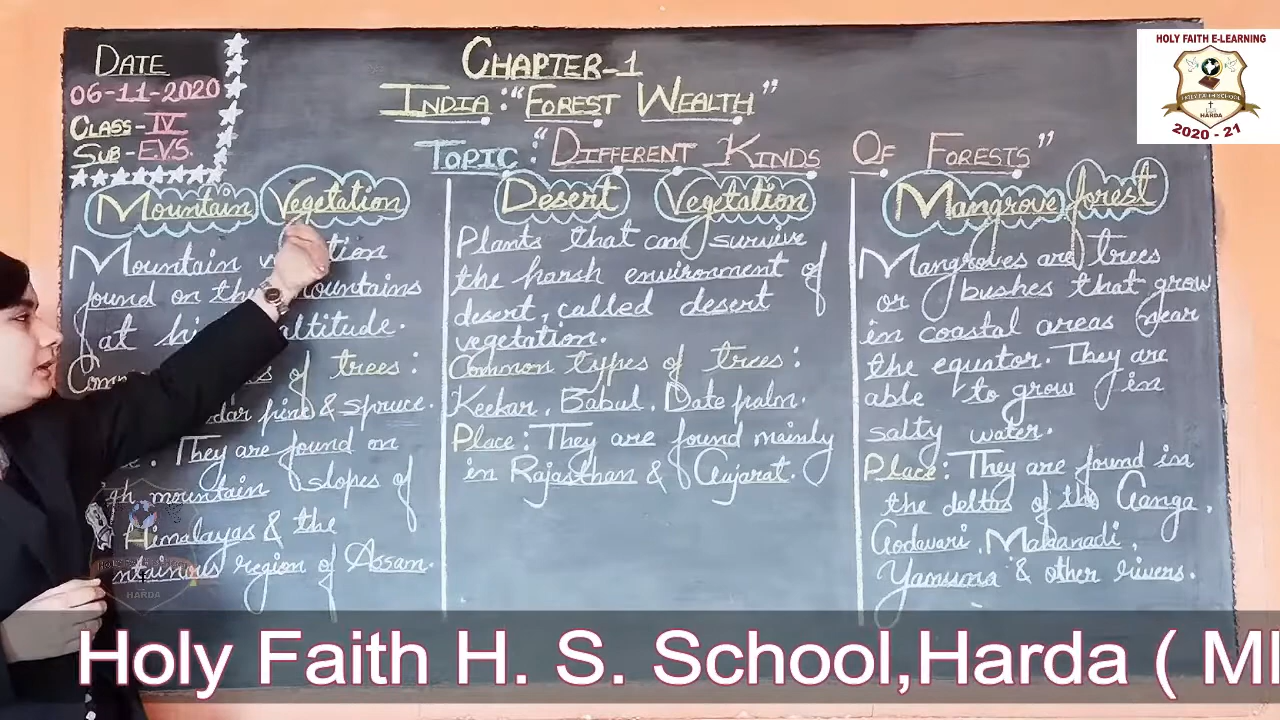 DATE
06-11-2020
CLASS-IV
SUB-E.V.S.
CHAPTER-1
INDIA:"FOREST WEALTH"
TOPIC:"DIFFERENT KINDS OF FORESTS"
Mountain Vegetation
Mountain
found on the mountains
at altitude.
of trees:
pine & spruce.
They are found on
mountain slopes of
Himalayas & the
region of Assam.
Desert Vegetation
Plants that can survive
the harsh environment of
desert, called desert
vegetation.
Common types of trees:
Keekar, Babul, Date palm.
Place: They are found mainly
in Rajasthan & Gujarat.
Mangrove forest
Mangroves are trees
or bushes that grow
in coastal areas near
the equator. They are
able to grow in
salty water.
Place: They are found in
the deltas of the Ganga,
Godavari, Mahanadi,
Yamuna & other rivers.
HOLY FAITH E-LEARNING
HOLY FAITH SCHOOL
HARDA
2020 - 21
HARDA
Holy Faith H. S. School,Harda (